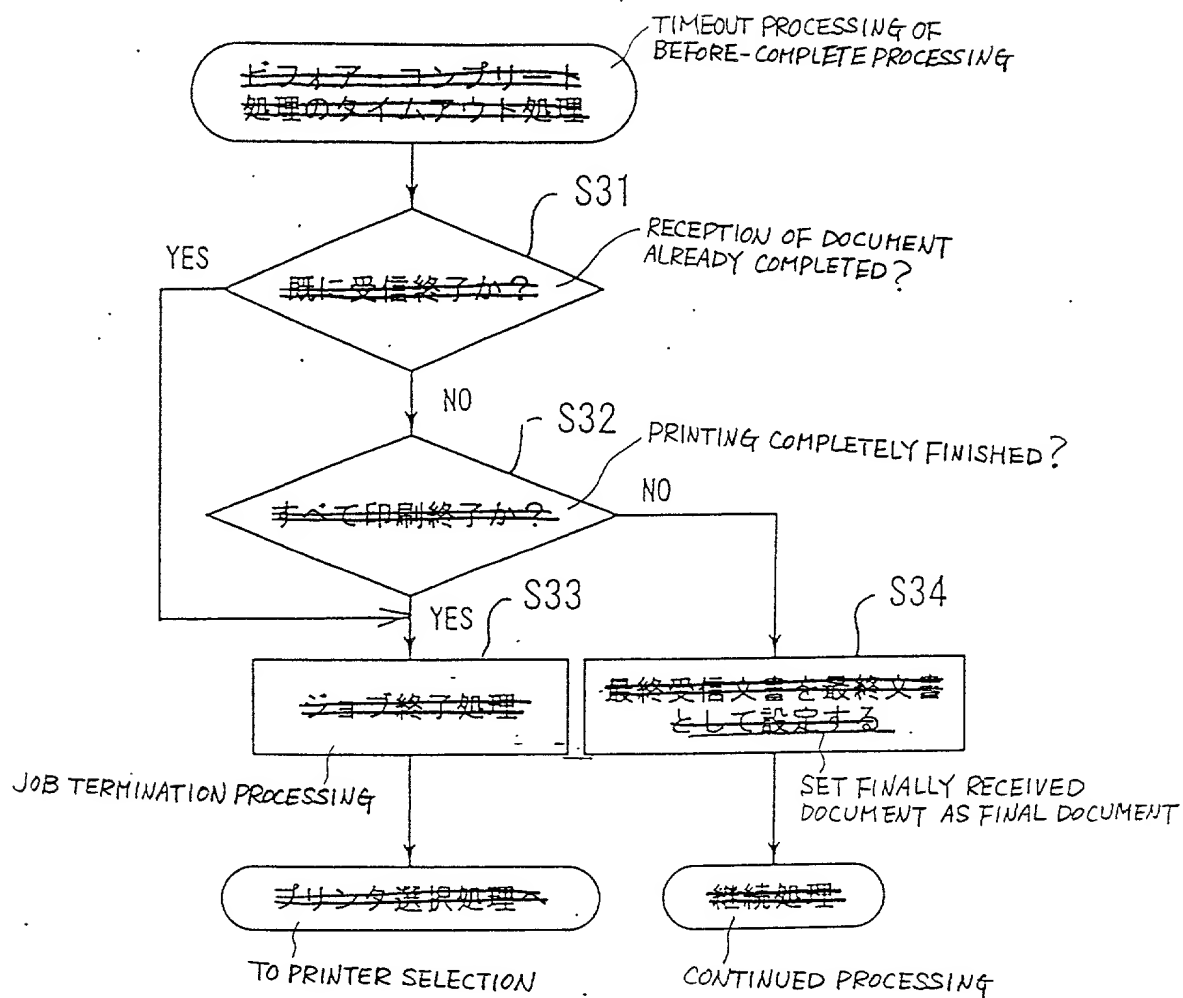 TIMEOUT PROCESSING OF
BEFORE-COMPLETE PROCESSING
ビフォア・コンプリート
処理のタイムアウト処理
S31
RECEPTION OF DOCUMENT
ALREADY COMPLETED?
YES
既に受信終了か?
NO
S32
PRINTING COMPLETELY FINISHED?
NO
すべて印刷終了か?
YES
S33
S34
ジョブ終了処理
最終受信文書を最終文書
として設定する
JOB TERMINATION PROCESSING
SET FINALLY RECEIVED
DOCUMENT AS FINAL DOCUMENT
プリンタ選択処理へ
継続処理
TO PRINTER SELECTION
CONTINUED PROCESSING